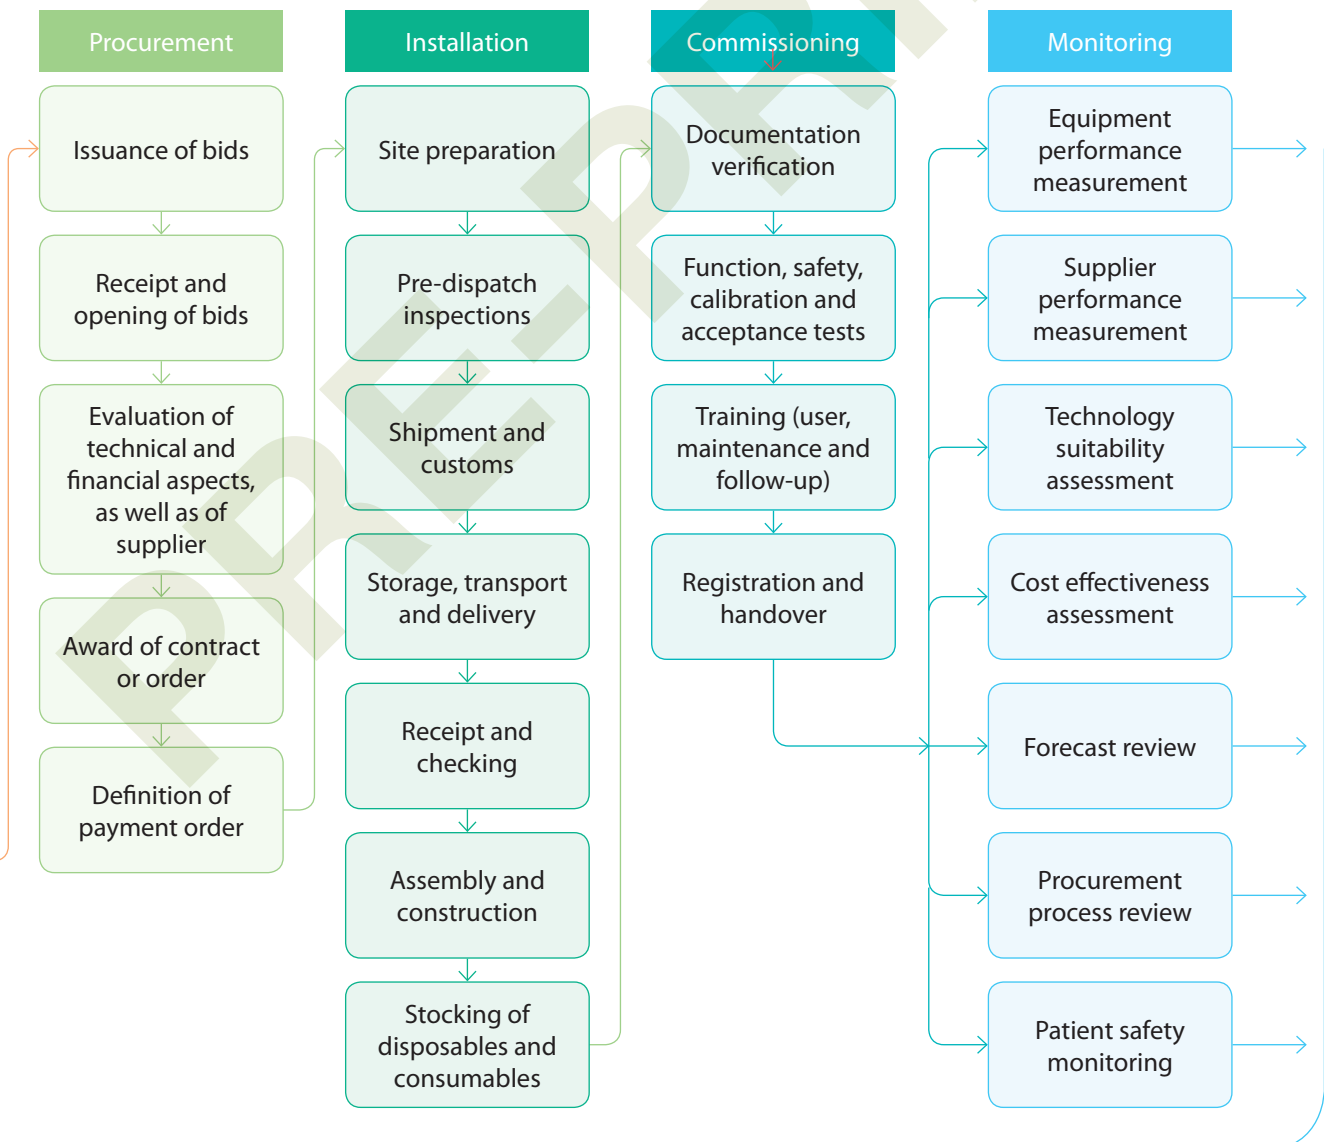 Procurement
Issuance of bids
Receipt and
opening of bids
Evaluation of
technical and
financial aspects,
as well as of
supplier
Award of contract
or order
Definition of
payment order
Installation
Site preparation
Pre-dispatch
inspections
Shipment and
customs
Storage, transport
and delivery
Receipt and
checking
Assembly and
construction
Stocking of
disposables and
consumables
Commissioning
Documentation
verification
Function, safety,
calibration and
acceptance tests
Training (user,
maintenance and
follow-up)
Registration and
handover
Monitoring
Equipment
performance
measurement
Supplier
performance
measurement
Technology
suitability
assessment
Cost effectiveness
assessment
Forecast review
Procurement
process review
Patient safety
monitoring
PRE-PRI